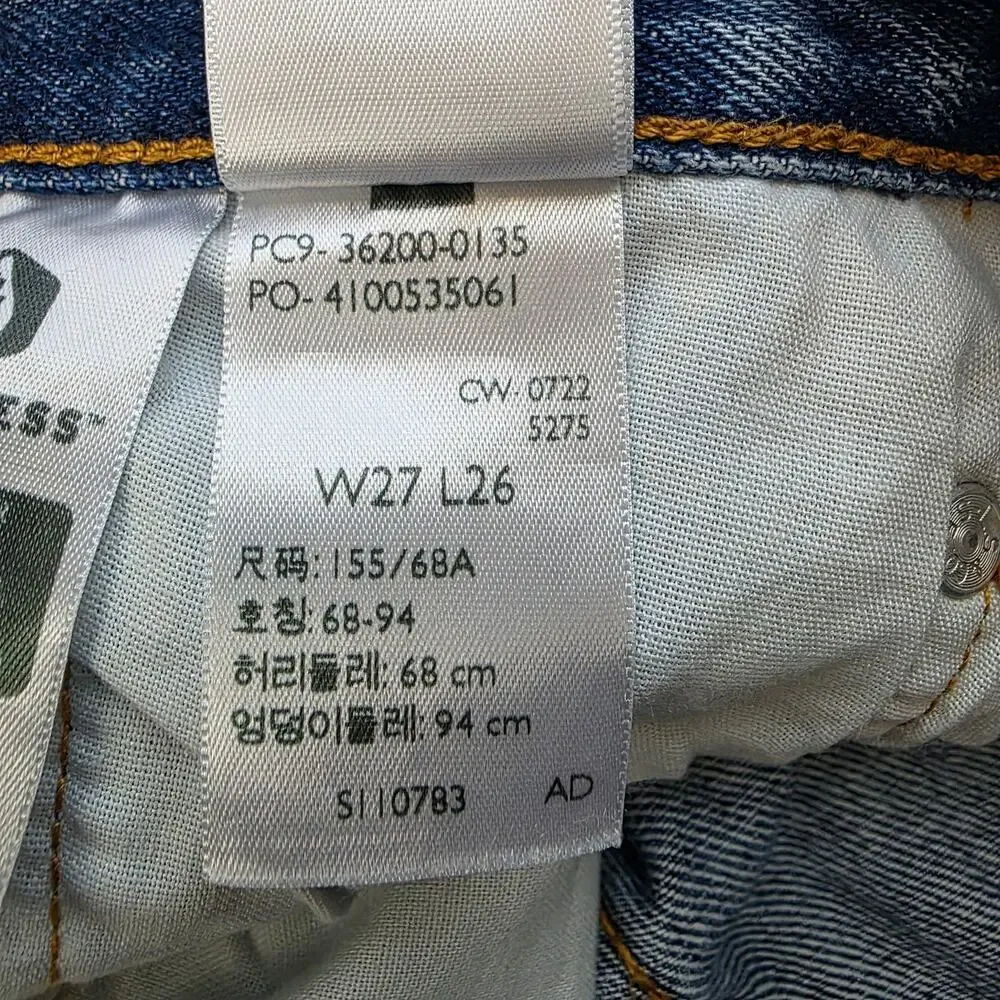 PC9- 36200-0135
PO- 4100535061
CW- 0722
5275
W27 L26
尺码: 155/68A
호칭: 68-94
허리둘레: 68 cm
엉덩이둘레: 94 cm
S110783 AD
ESS™